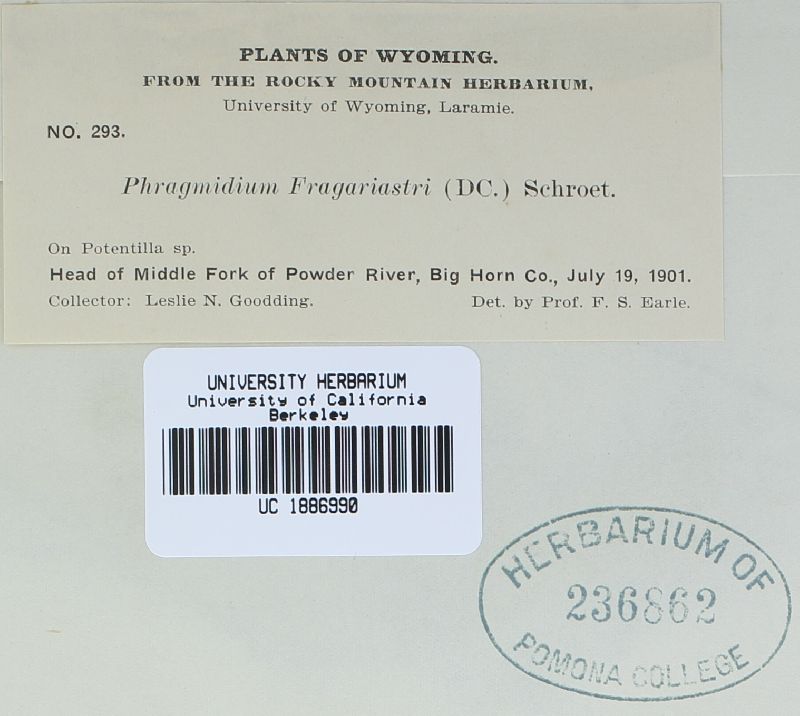 PLANTS OF WYOMING.
FROM THE ROCKY MOUNTAIN HERBARIUM,
University of Wyoming, Laramie.
NO. 293.
Phragmidium Fragariastri (DC.) Schroet.
On Potentilla sp.
Head of Middle Fork of Powder River, Big Horn Co., July 19, 1901.
Collector: Leslie N. Goodding. Det. by Prof. F. S. Earle.
UNIVERSITY HERBARIUM
University of California
Berkeley
UC 1886990
HERBARIUM OF
236862
POMONA COLLEGE